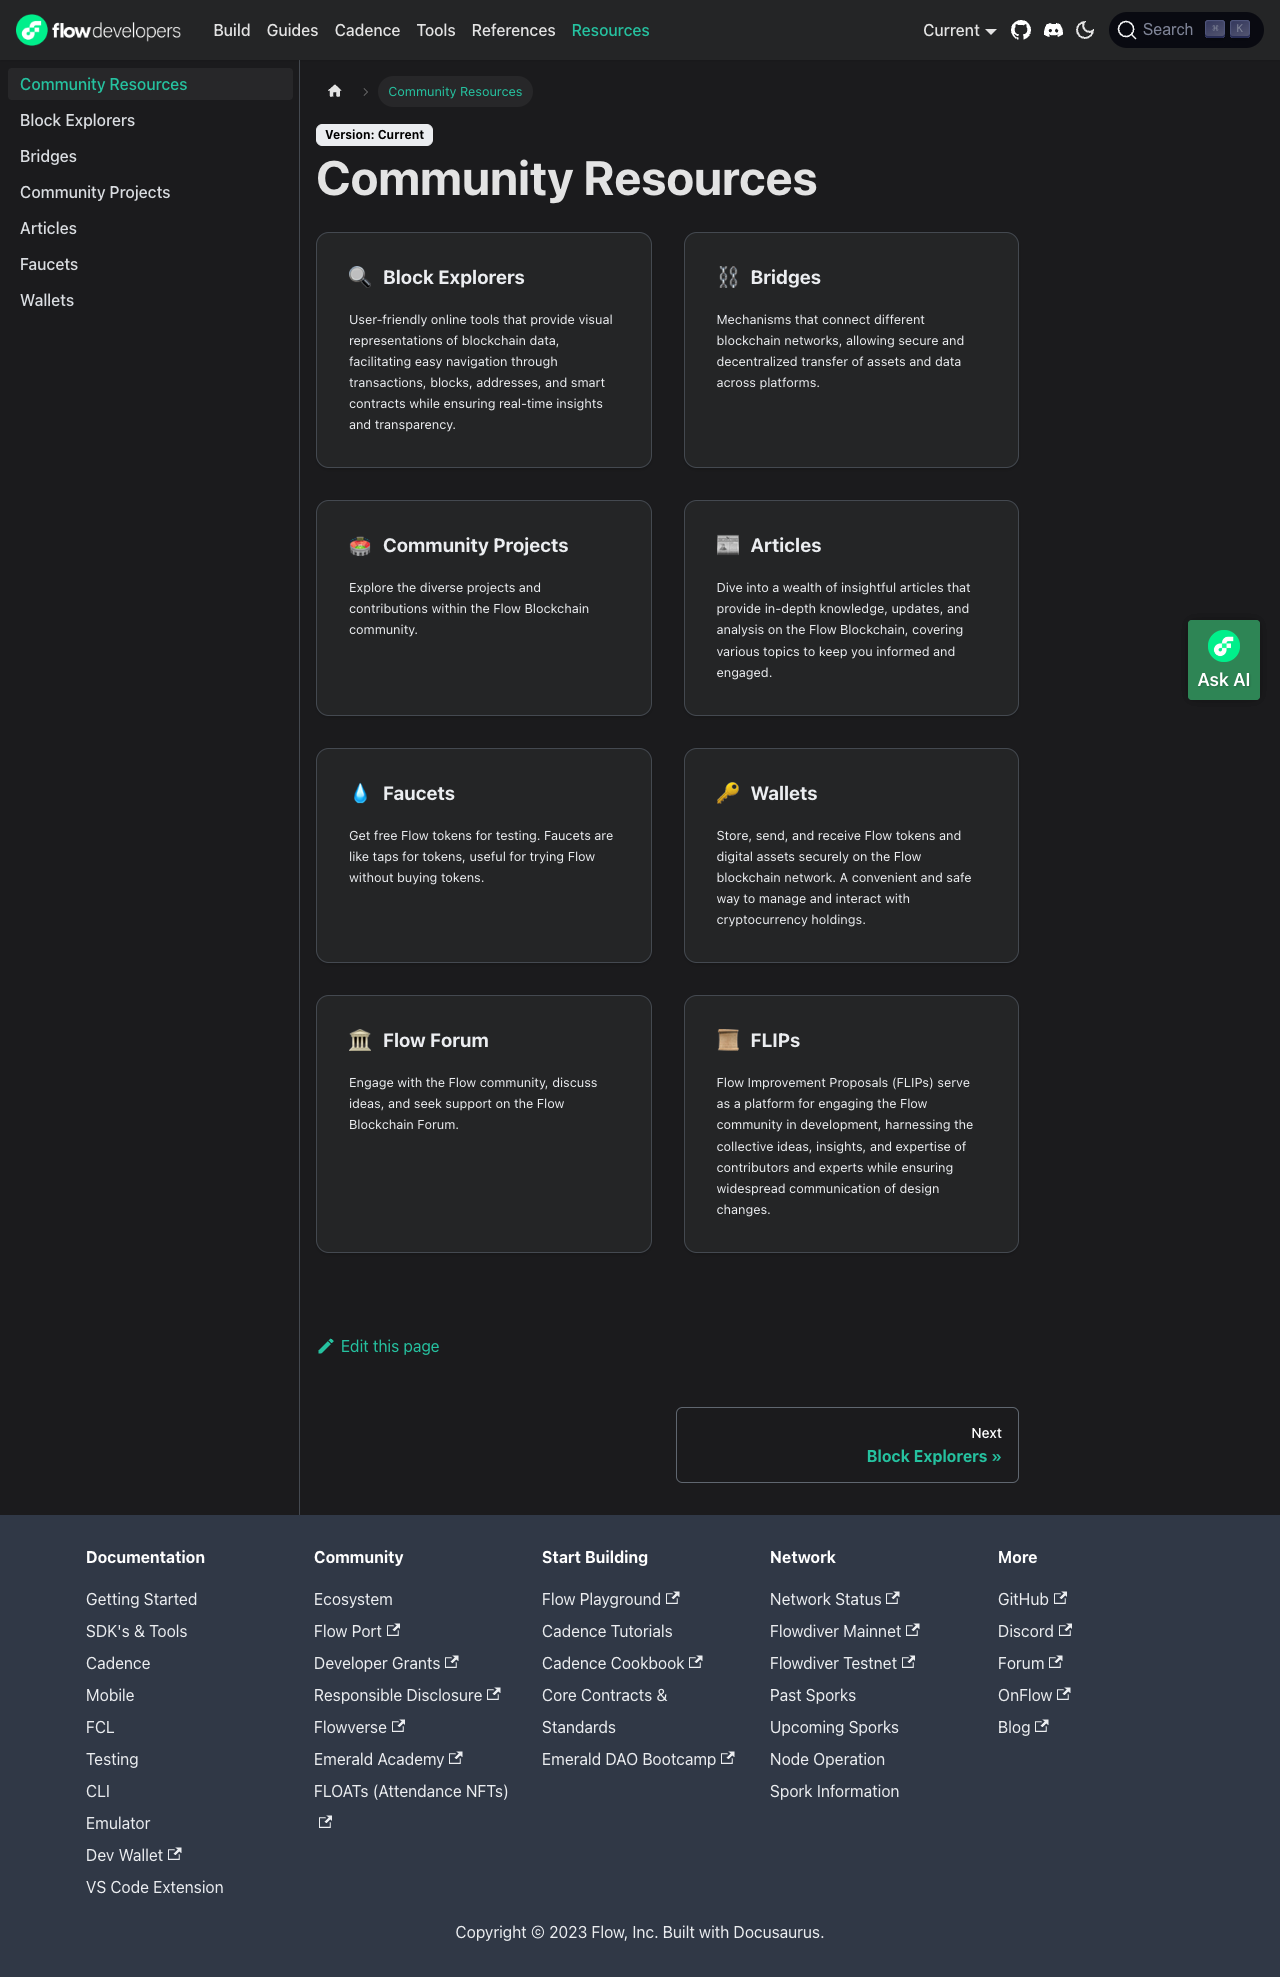 flowdevelopers
Build Guides Cadence Tools References Resources
Current
Search ⌘ K
Community Resources
Block Explorers
Bridges
Community Projects
Articles
Faucets
Wallets
Community Resources
Version: Current
Community Resources
Block Explorers
User-friendly online tools that provide visual
representations of blockchain data,
facilitating easy navigation through
transactions, blocks, addresses, and smart
contracts while ensuring real-time insights
and transparency.
Bridges
Mechanisms that connect different
blockchain networks, allowing secure and
decentralized transfer of assets and data
across platforms.
Community Projects
Explore the diverse projects and
contributions within the Flow Blockchain
community.
Articles
Dive into a wealth of insightful articles that
provide in-depth knowledge, updates, and
analysis on the Flow Blockchain, covering
various topics to keep you informed and
engaged.
Ask AI
Faucets
Get free Flow tokens for testing. Faucets are
like taps for tokens, useful for trying Flow
without buying tokens.
Wallets
Store, send, and receive Flow tokens and
digital assets securely on the Flow
blockchain network. A convenient and safe
way to manage and interact with
cryptocurrency holdings.
Flow Forum
Engage with the Flow community, discuss
ideas, and seek support on the Flow
Blockchain Forum.
FLIPs
Flow Improvement Proposals (FLIPs) serve
as a platform for engaging the Flow
community in development, harnessing the
collective ideas, insights, and expertise of
contributors and experts while ensuring
widespread communication of design
changes.
Edit this page
Next
Block Explorers »
Documentation
Getting Started
SDK's & Tools
Cadence
Mobile
FCL
Testing
CLI
Emulator
Dev Wallet
VS Code Extension
Community
Ecosystem
Flow Port
Developer Grants
Responsible Disclosure
Flowverse
Emerald Academy
FLOATs (Attendance NFTs)
Start Building
Flow Playground
Cadence Tutorials
Cadence Cookbook
Core Contracts &
Standards
Emerald DAO Bootcamp
Network
Network Status
Flowdiver Mainnet
Flowdiver Testnet
Past Sporks
Upcoming Sporks
Node Operation
Spork Information
More
GitHub
Discord
Forum
OnFlow
Blog
Copyright © 2023 Flow, Inc. Built with Docusaurus.